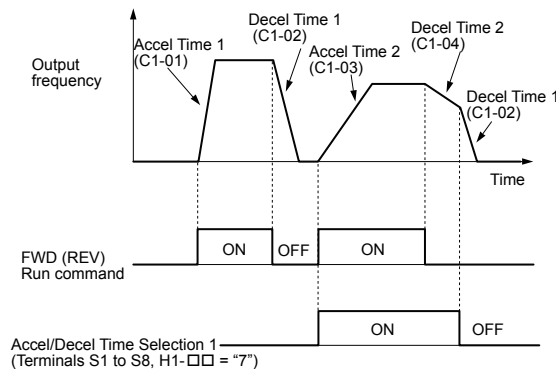 Output
frequency
Accel Time 1
(C1-01)
Decel Time 1
(C1-02)
Accel Time 2
(C1-03)
Decel Time 2
(C1-04)
Decel Time 1
(C1-02)
Time
FWD (REV)
Run command
ON
OFF
ON
Accel/Decel Time Selection 1
(Terminals S1 to S8, H1-□□ = “7”)
ON
OFF